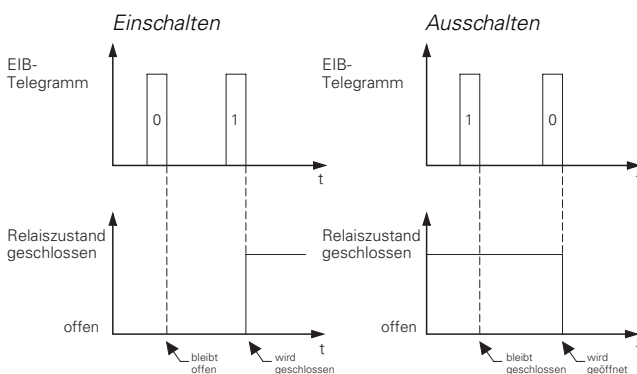 Einschalten
EIB-
Telegramm
0
1
t
Relaiszustand
geschlossen
offen
t
bleibt
offen
wird
geschlossen
Ausschalten
EIB-
Telegramm
1
0
t
Relaiszustand
geschlossen
offen
t
bleibt
geschlossen
wird
geöffnet